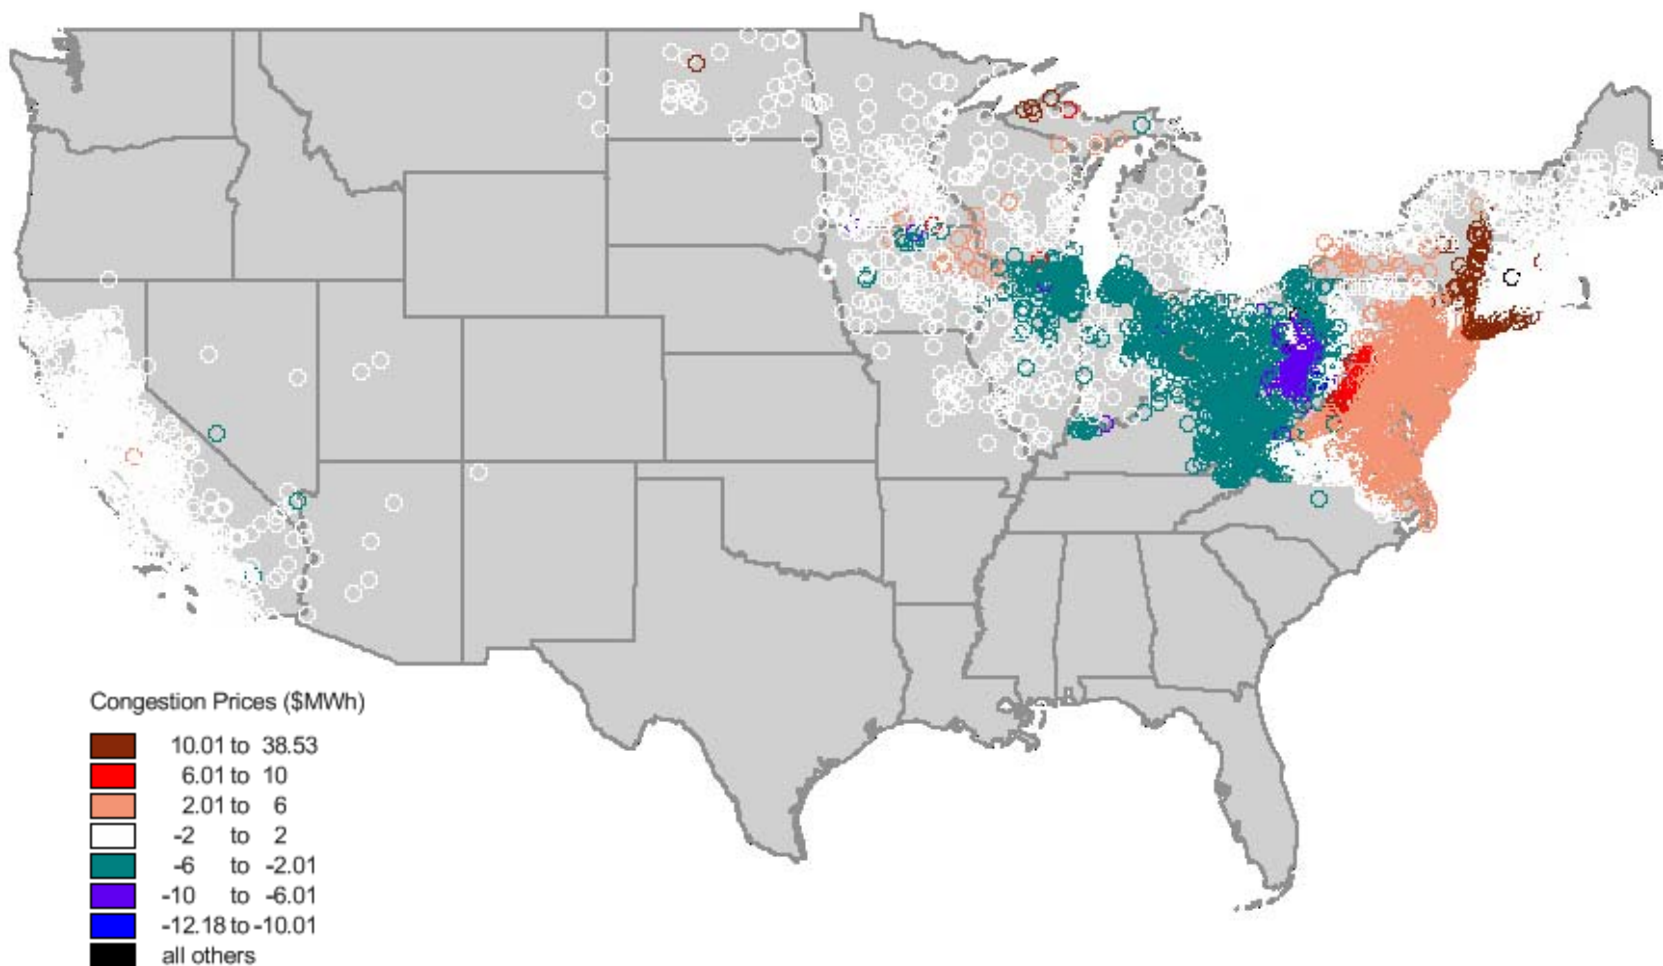 Congestion Prices ($MWh)
10.01 to 38.53
6.01 to 10
2.01 to 6
-2 to 2
-6 to -2.01
-10 to -6.01
-12.18 to -10.01
all others